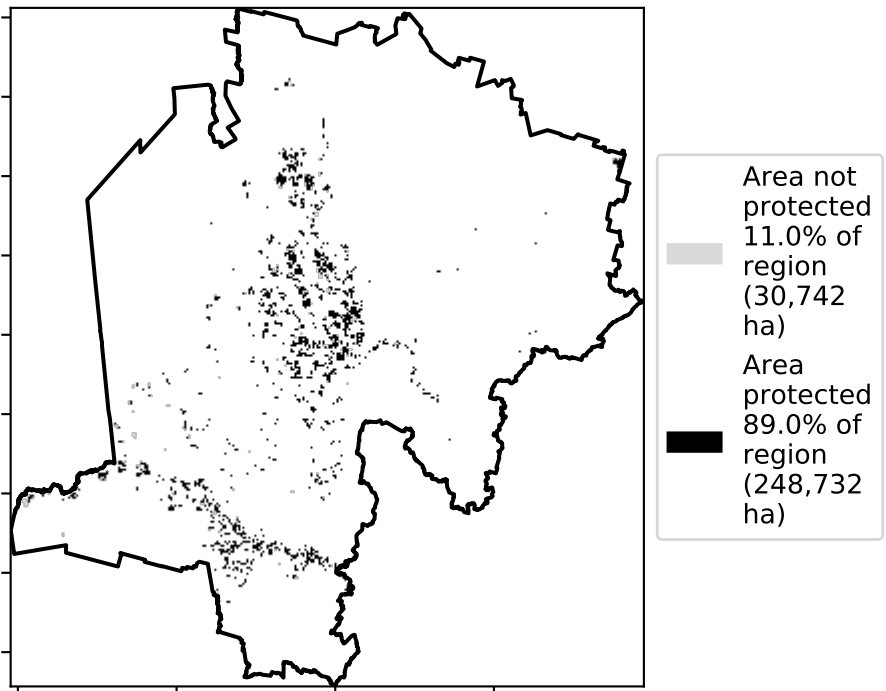 Area not
protected
11.0% of
region
(30,742
ha)
Area
protected
89.0% of
region
(248,732
ha)